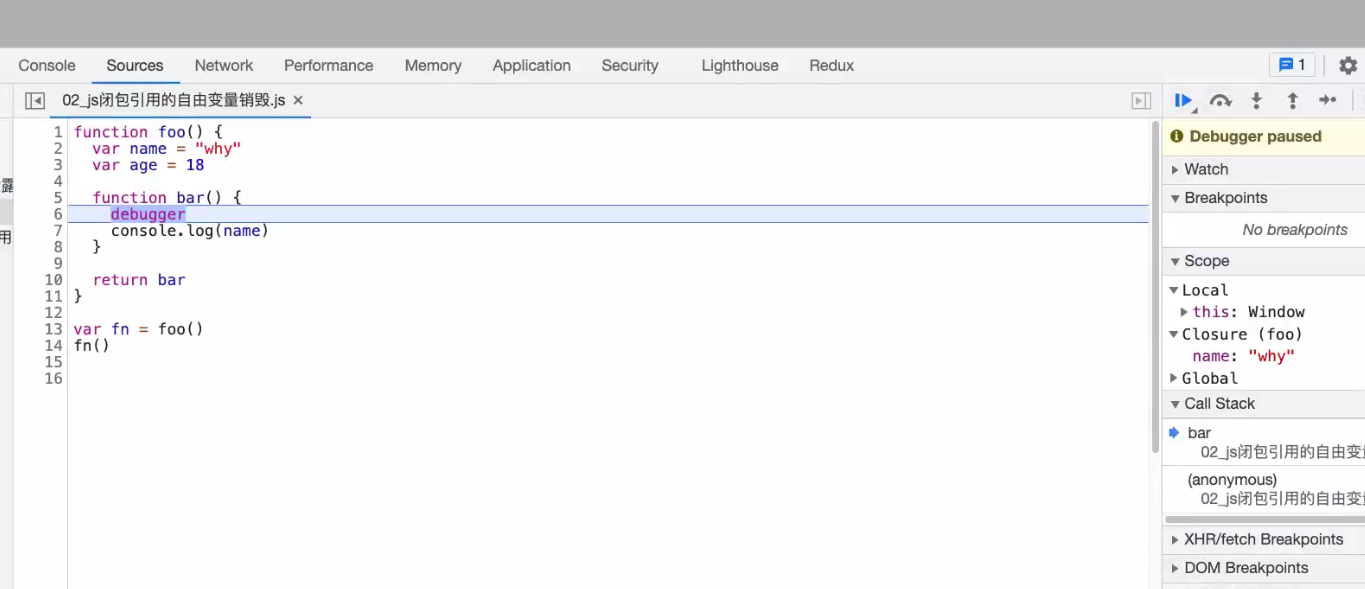 Console Sources Network Performance Memory Application Security Lighthouse Redux 1
02_js闭包引用的自由变量销毁.js ×
Debugger paused
Watch
Breakpoints
No breakpoints
Scope
Local
this: Window
Closure (foo)
name: "why"
Global
Call Stack
bar
02_js闭包引用的自由变
(anonymous)
02_js闭包引用的自由变
XHR/fetch Breakpoints
DOM Breakpoints
露
用
1 function foo() {
2 var name = "why"
3 var age = 18
4
5 function bar() {
6 debugger
7 console.log(name)
8 }
9
10 return bar
11 }
12
13 var fn = foo()
14 fn()
15
16